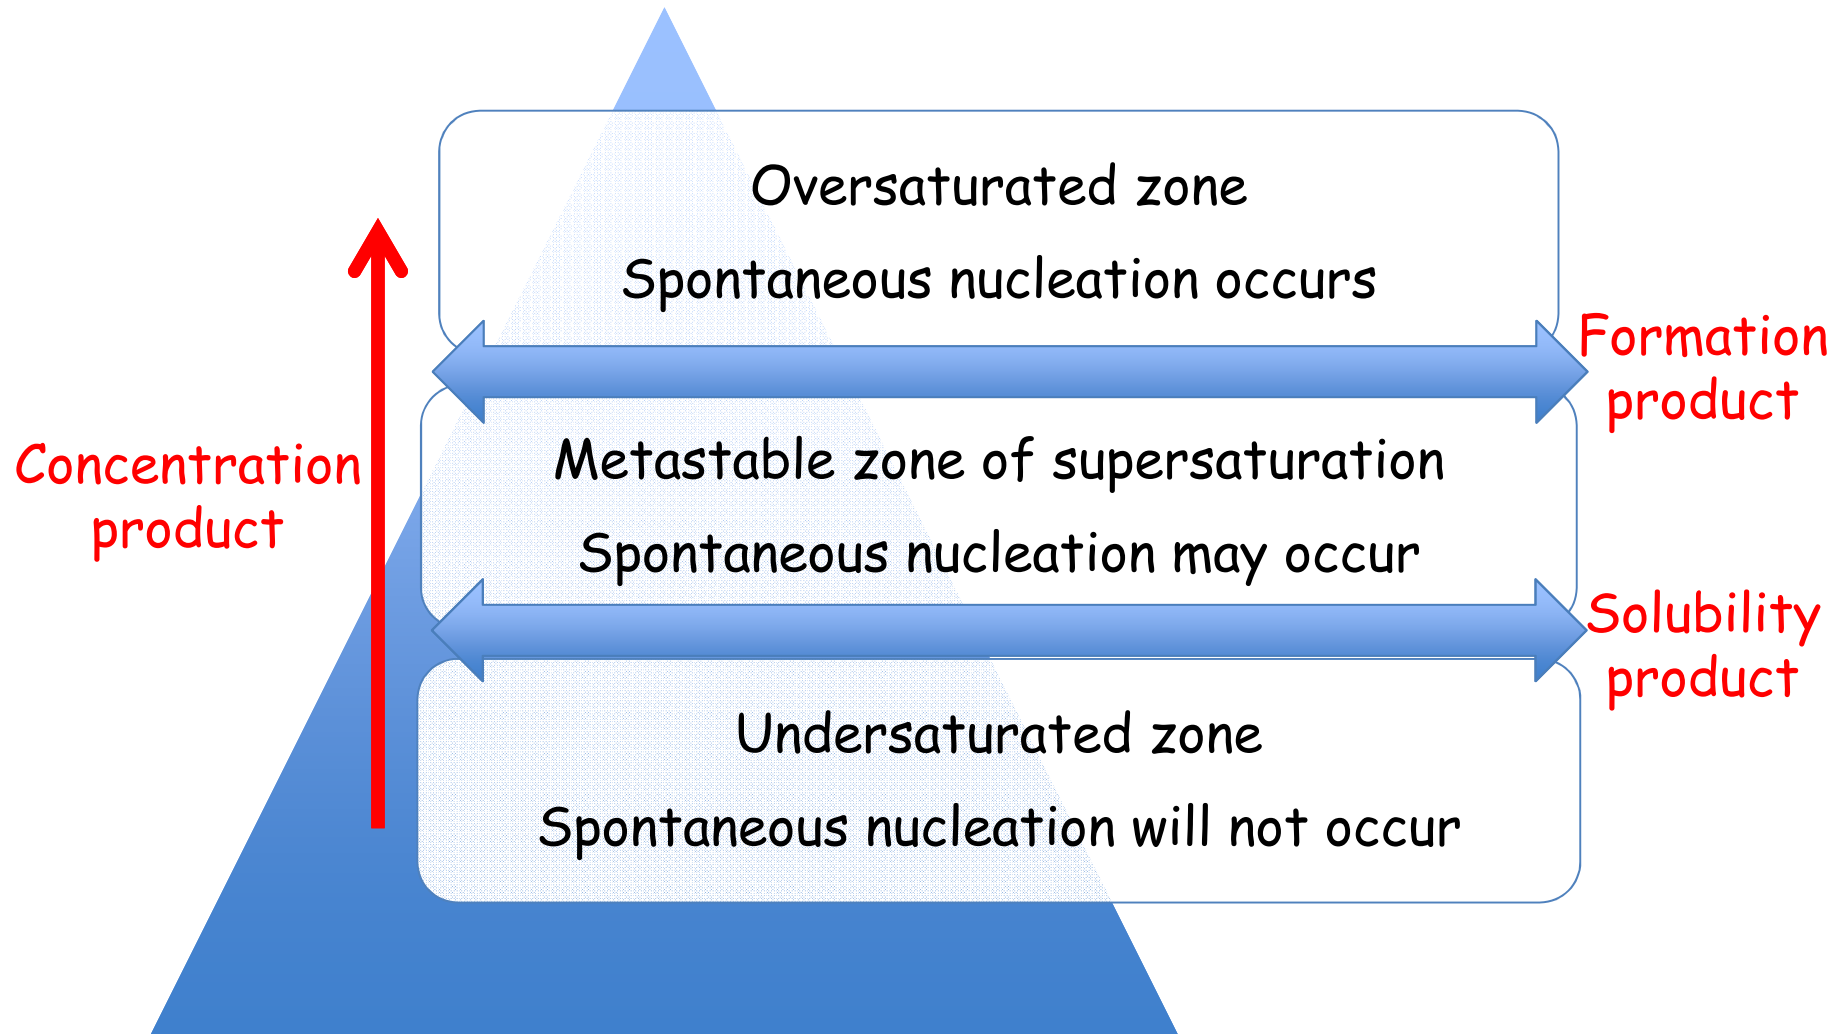 Oversaturated zone
Spontaneous nucleation occurs
Formation
product
Concentration
product
Metastable zone of supersaturation
Spontaneous nucleation may occur
Solubility
product
Undersaturated zone
Spontaneous nucleation will not occur